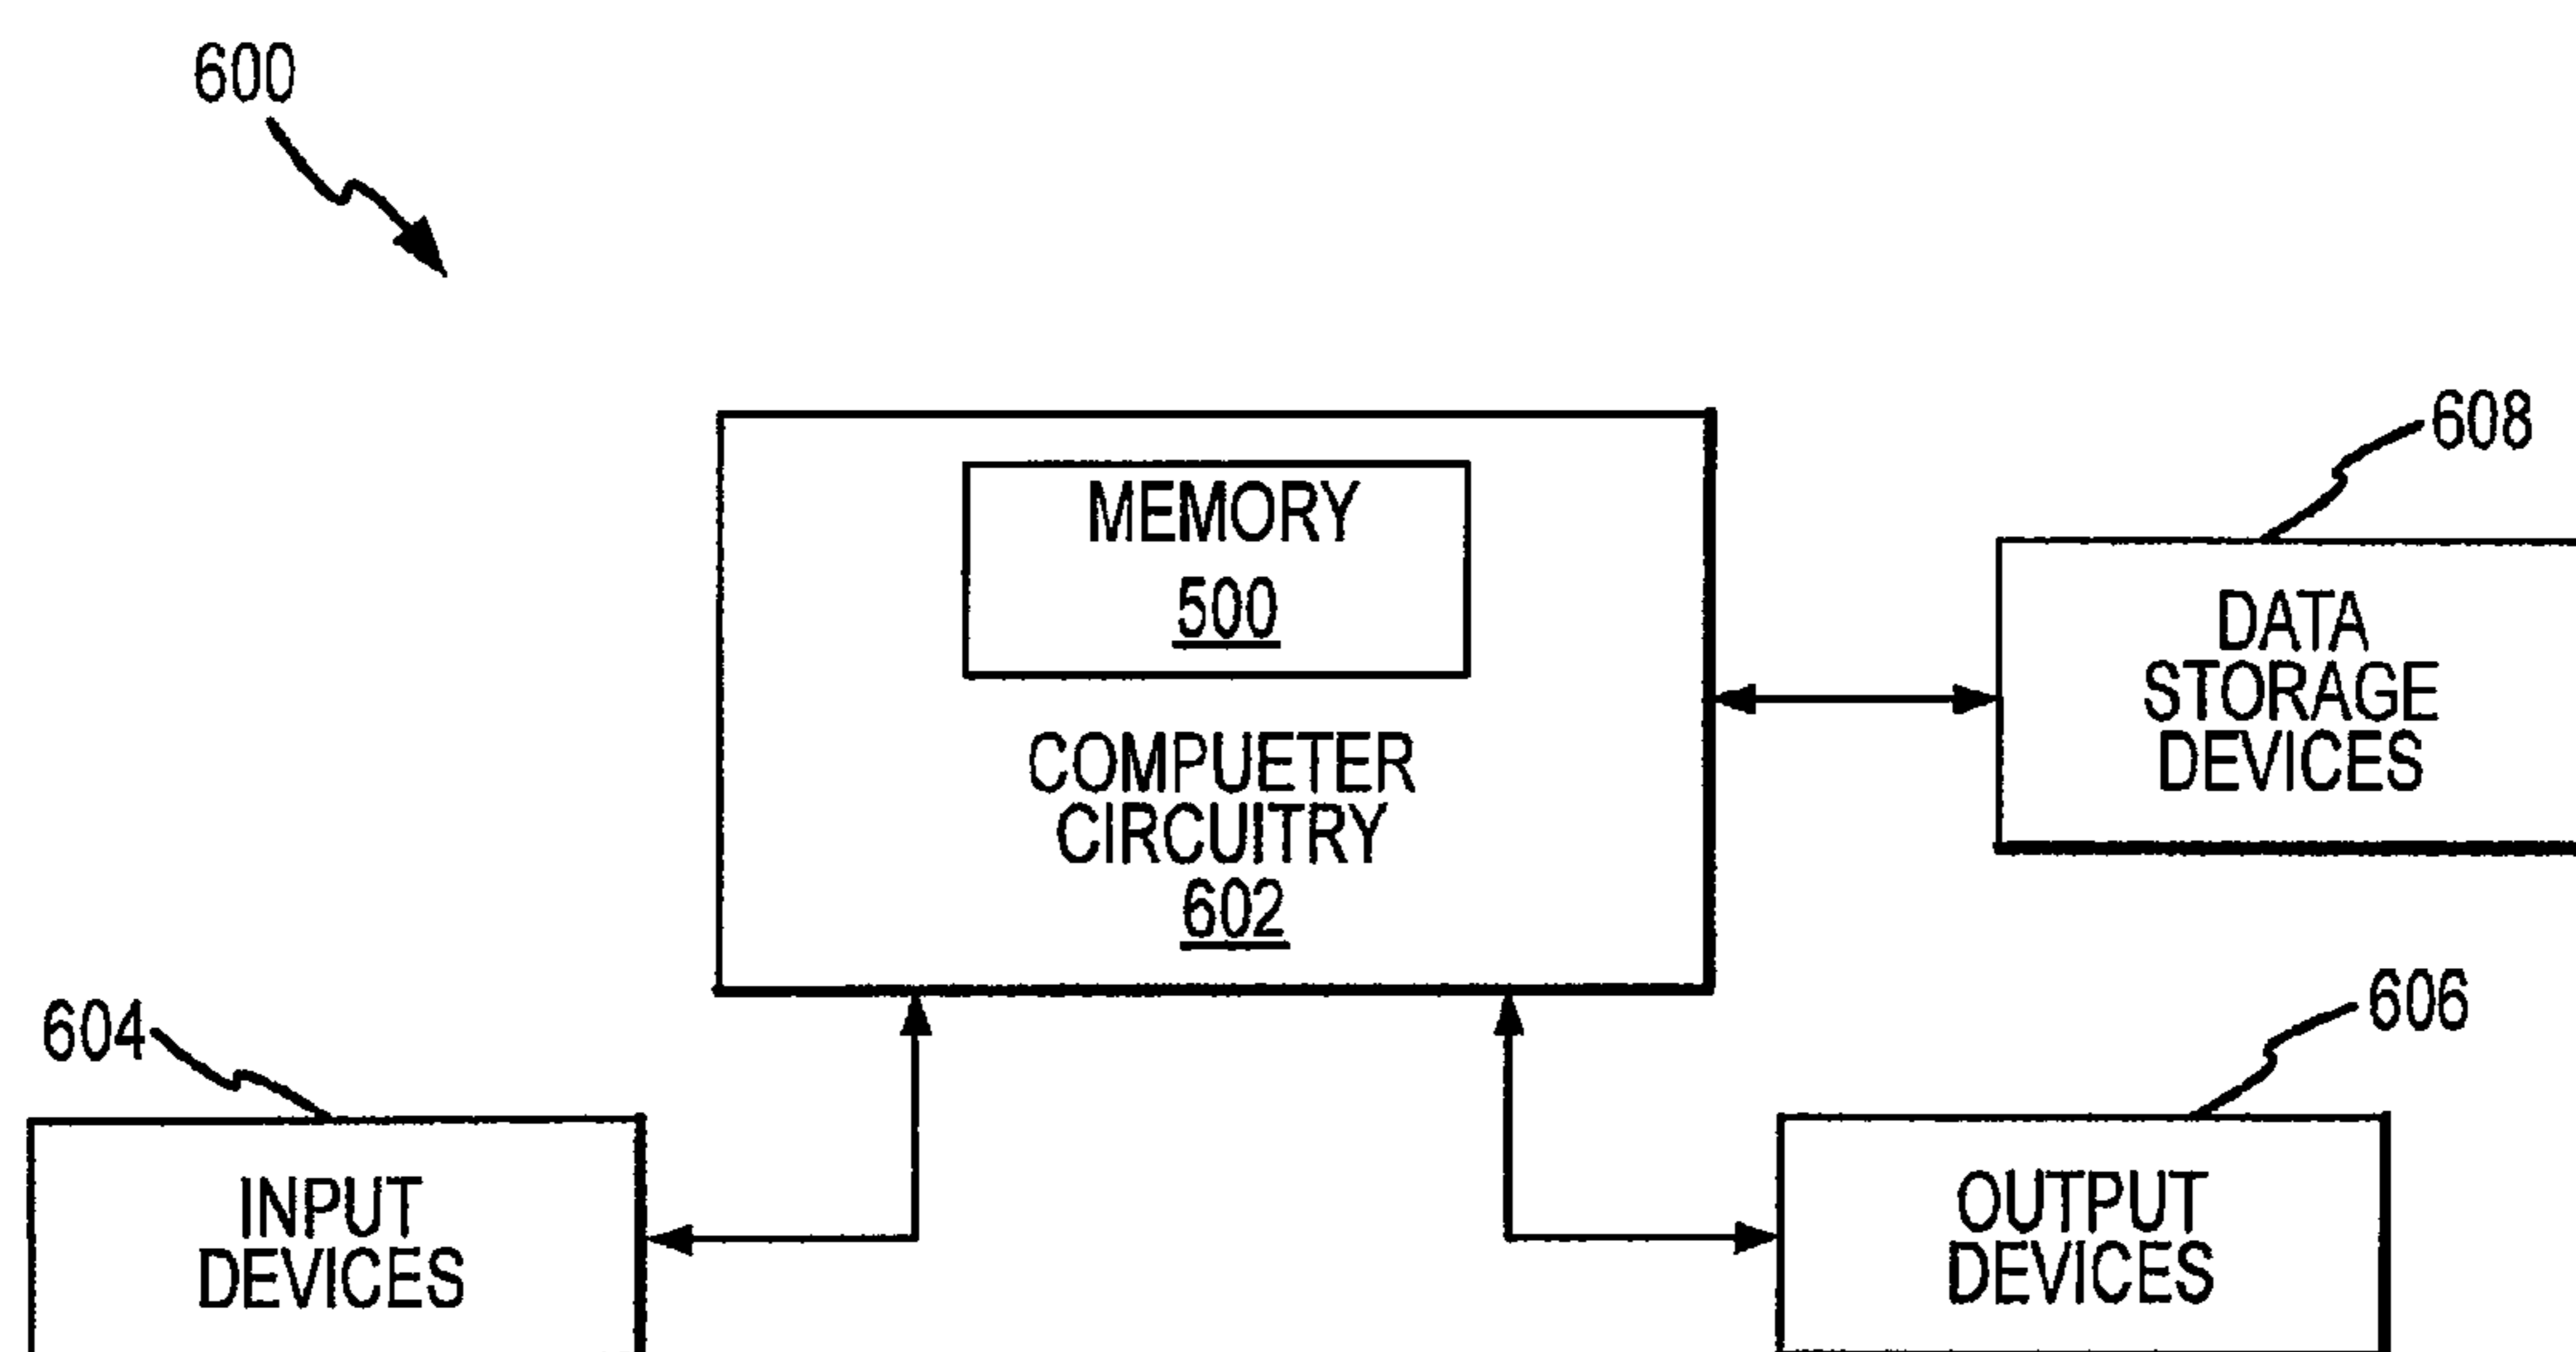 600
608
MEMORY
500
DATA
STORAGE
DEVICES
COMPUETER
CIRCUITRY
602
604
606
INPUT
DEVICES
OUTPUT
DEVICES